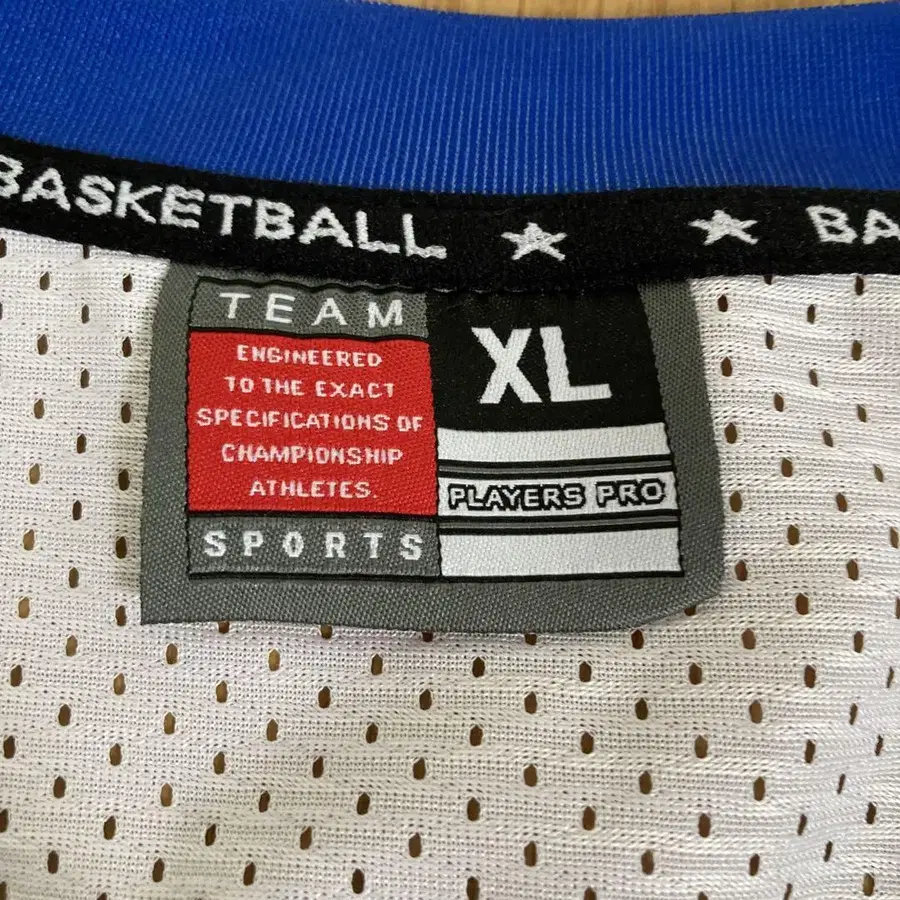 BASKETBALL ☆ ☆ BA
TEAM
ENGINEERED
TO THE EXACT
SPECIFICATIONS OF
CHAMPIONSHIP
ATHLETES.
SPORTS
XL
PLAYERS PRO